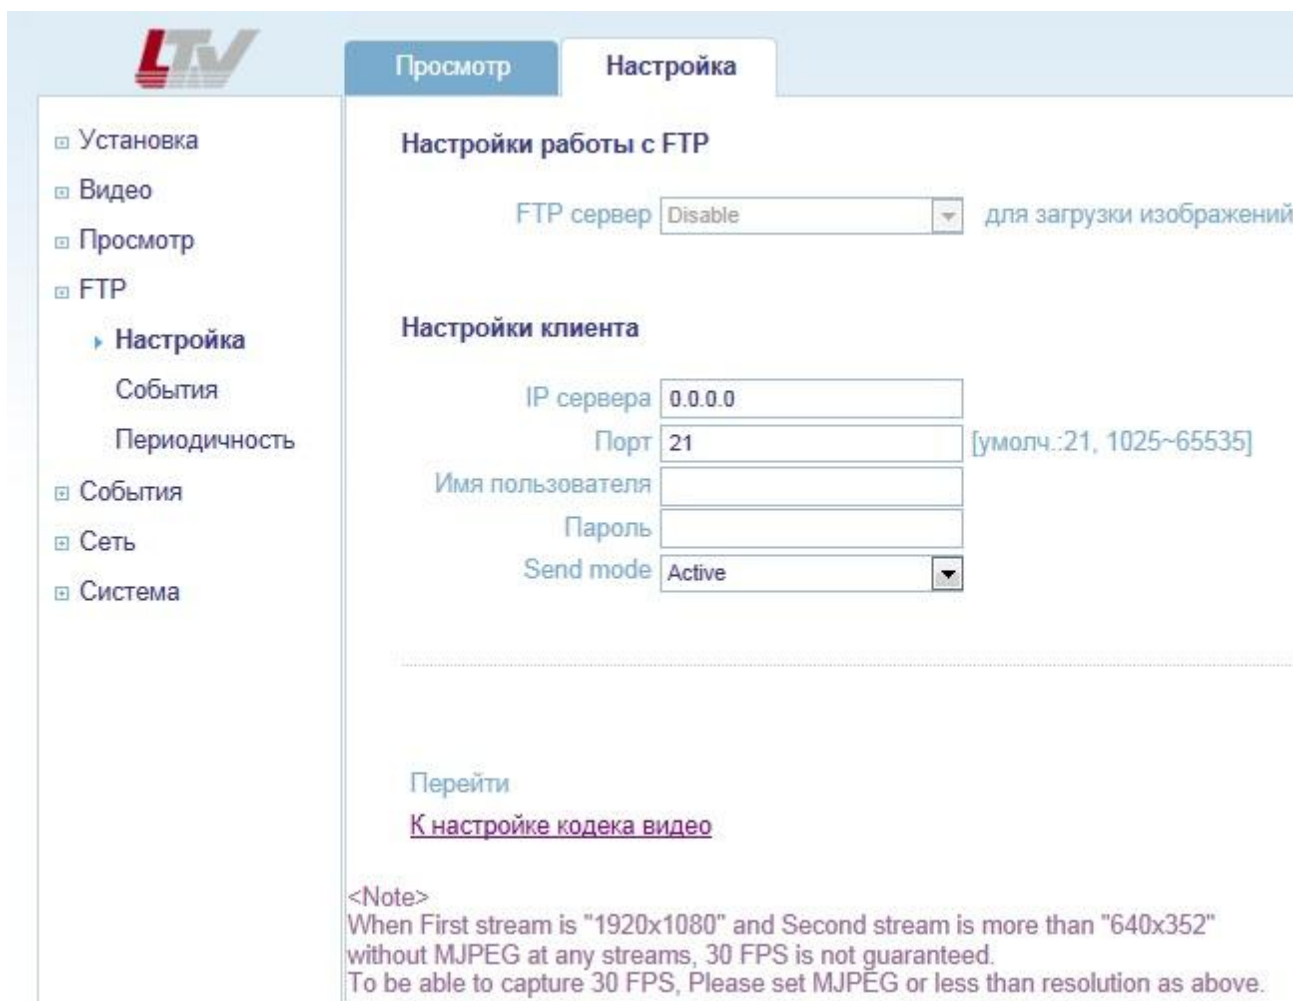 LTV
Просмотр
Настройка
Установка
Видео
Просмотр
FTP
Настройка
События
Периодичность
События
Сеть
Система
Настройки работы с FTP
FTP сервер Disable для загрузки изображений
Настройки клиента
IP сервера 0.0.0.0
Порт 21 [умолч.:21, 1025~65535]
Имя пользователя
Пароль
Send mode Active
Перейти
К настройке кодека видео
<Note>
When First stream is "1920x1080" and Second stream is more than "640x352"
without MJPEG at any streams, 30 FPS is not guaranteed.
To be able to capture 30 FPS, Please set MJPEG or less than resolution as above.